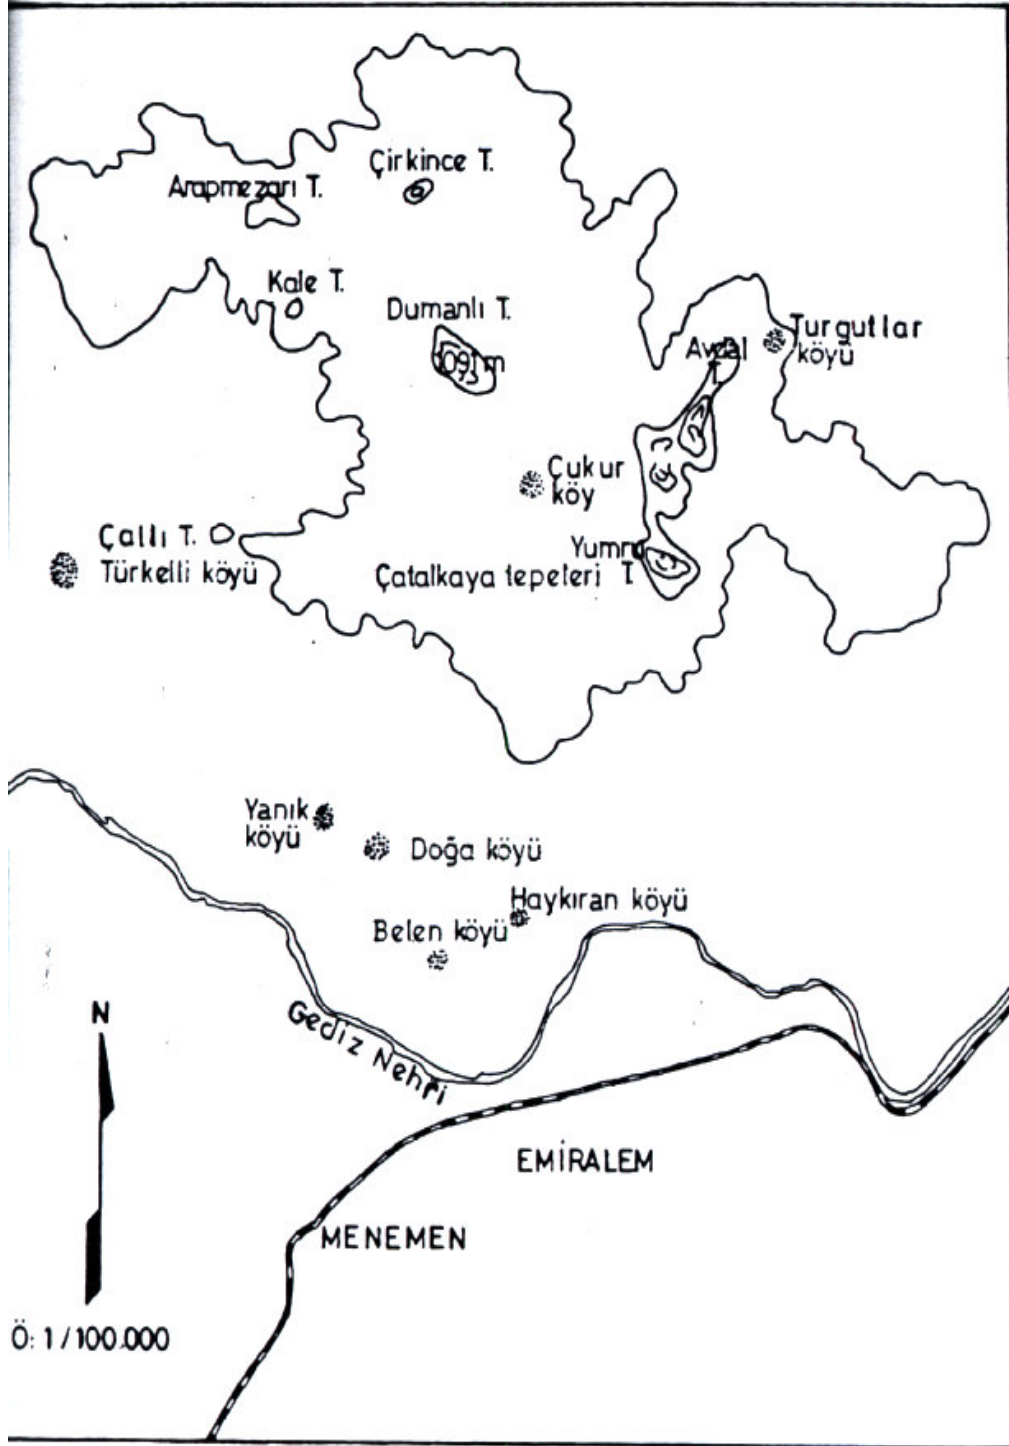 Çirkince T.
Arapmezarı T.
Kale T.
Dumanlı T.
1091 m
Turgutlar
köyü
Avdal
T.
Çukur
köy
Çallı T.
Türkelli köyü
Yumru
T.
Çatalkaya tepeleri
Yanık
köyü
Doğa köyü
Haykıran köyü
Belen köyü
N
Gediz Nehri
EMİRALEM
MENEMEN
Ö: 1/100.000